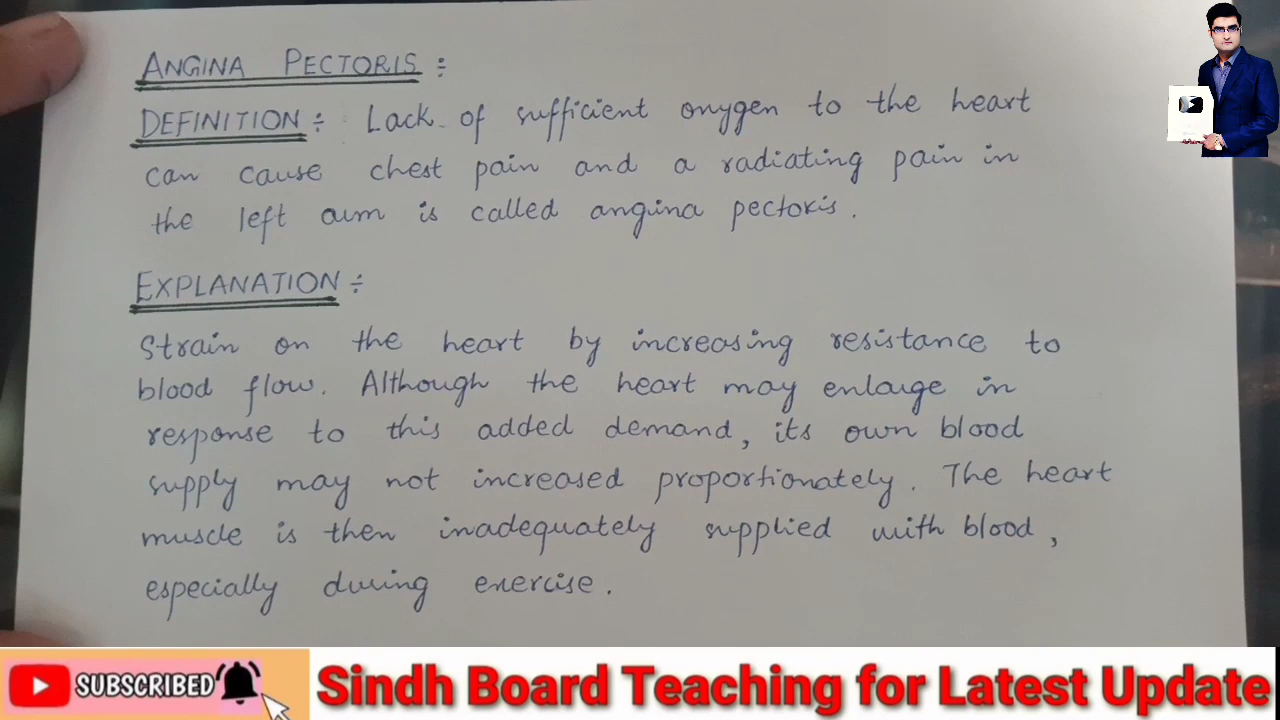 ANGINA PECTORIS :
DEFINITION : Lack of sufficient oxygen to the heart
can cause chest pain and a radiating pain in
the left arm is called angina pectoris.
EXPLANATION :
Strain on the heart by increasing resistance to
blood flow. Although the heart may enlarge in
response to this added demand, its own blood
supply may not increased proportionately. The heart
muscle is then inadequately supplied with blood,
especially during exercise.
SUBSCRIBED Sindh Board Teaching for Latest Update